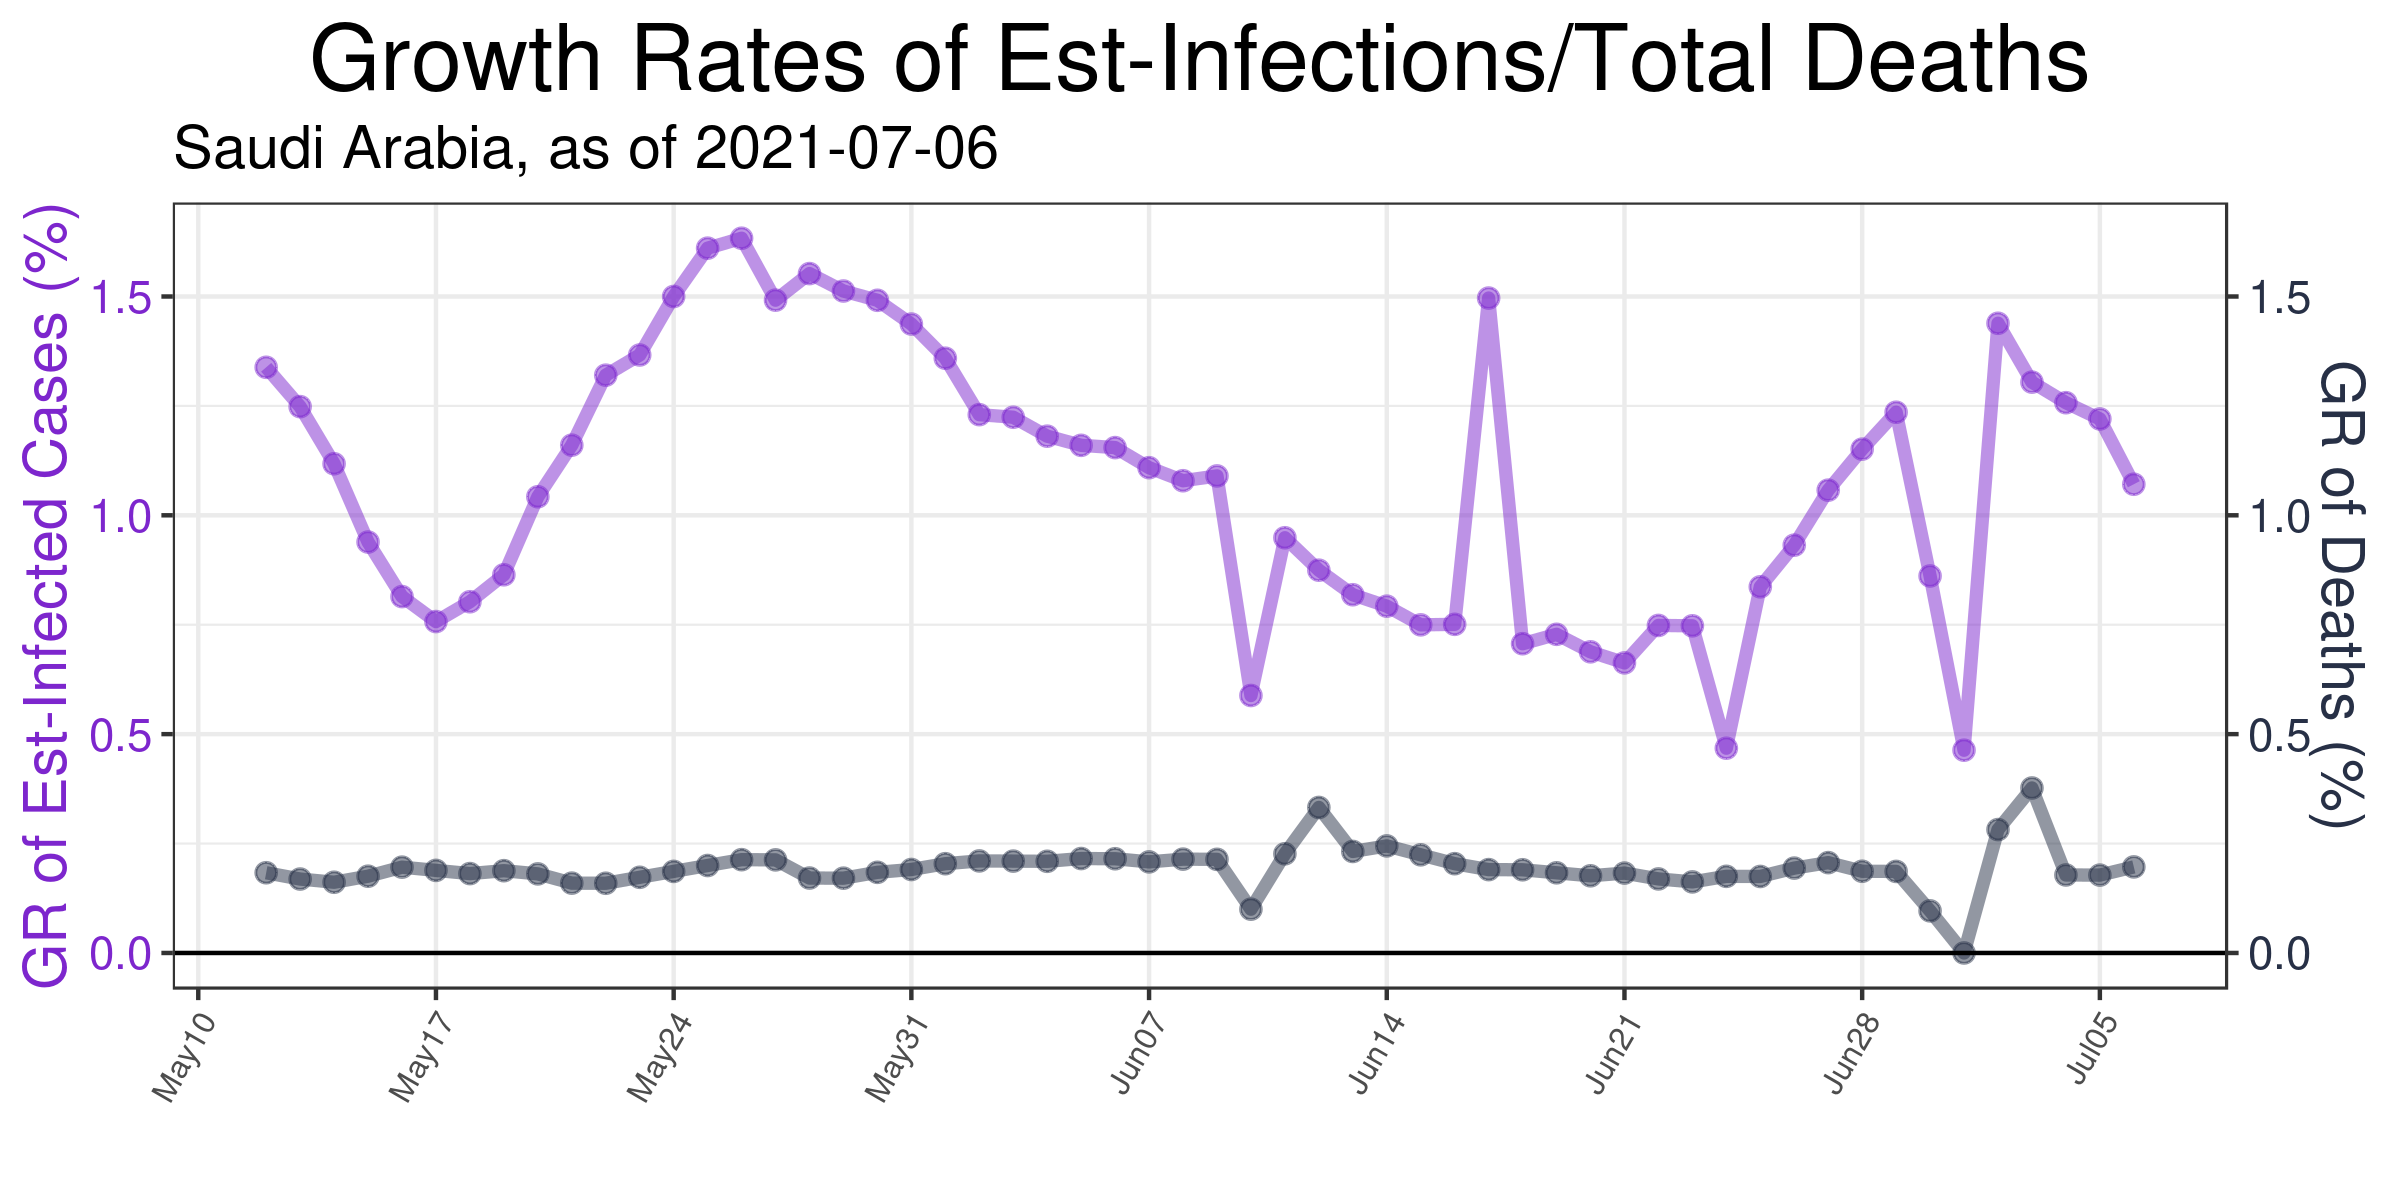 Growth Rates of Est-Infections/Total Deaths
Saudi Arabia, as of 2021-07-06
GR of Est-Infected Cases (%)
1.5
1.0
0.5
0.0
1.5
1.0
0.5
0.0
GR of Deaths (%)
May10
May17
May24
May31
Jun07
Jun14
Jun21
Jun28
Jul05